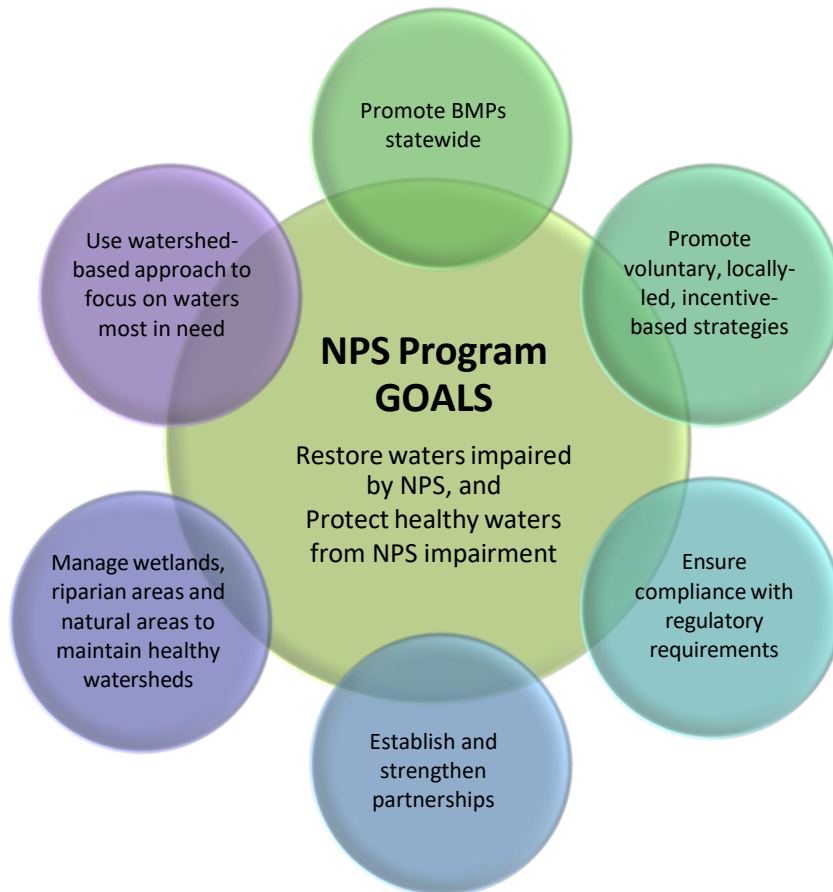 Promote BMPs
statewide
Promote
voluntary, locally-
led, incentive-
based strategies
Ensure
compliance with
regulatory
requirements
Establish and
strengthen
partnerships
Manage wetlands,
riparian areas and
natural areas to
maintain healthy
watersheds
Use watershed-
based approach to
focus on waters
most in need
NPS Program
GOALS
Restore waters impaired
by NPS, and
Protect healthy waters
from NPS impairment